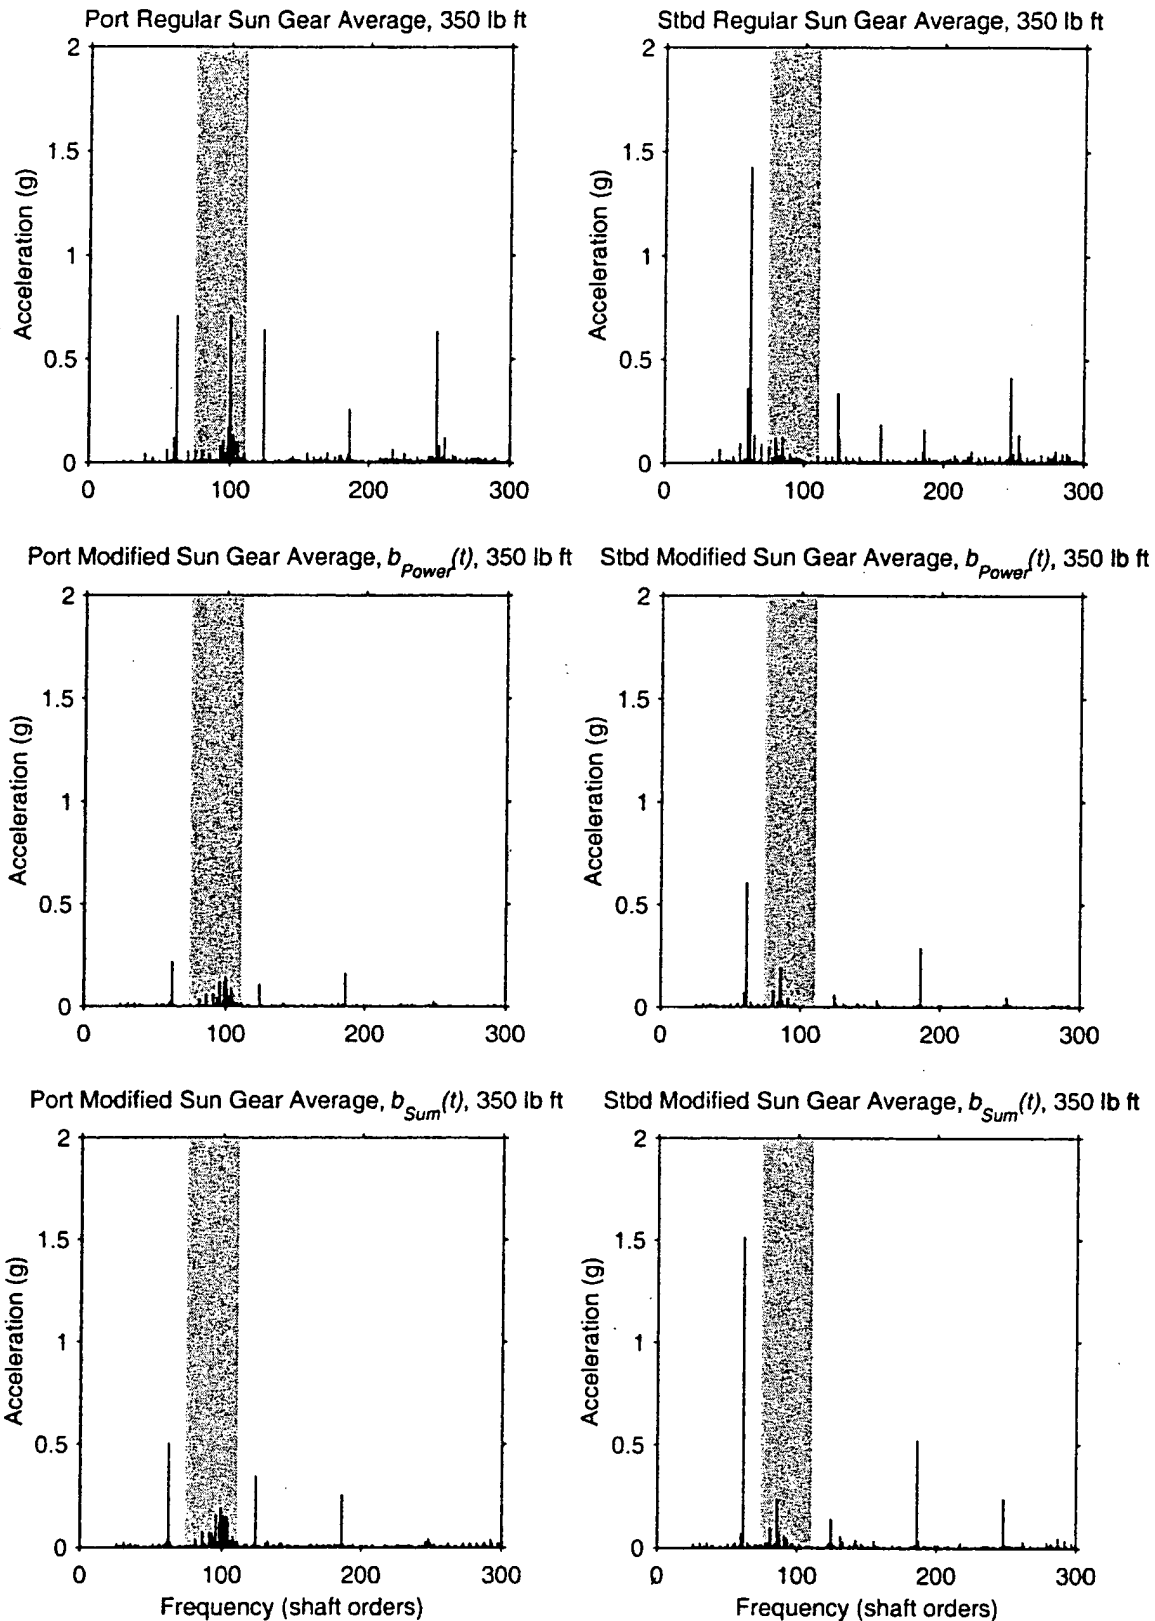 Port Regular Sun Gear Average, 350 lb ft
2
1.5
1
0.5
0
Acceleration (g)
0 100 200 300
Stbd Regular Sun Gear Average, 350 lb ft
2
1.5
1
0.5
0
Acceleration (g)
0 100 200 300
Port Modified Sun Gear Average, b_Power(t), 350 lb ft
2
1.5
1
0.5
0
Acceleration (g)
0 100 200 300
Stbd Modified Sun Gear Average, b_Power(t), 350 lb ft
2
1.5
1
0.5
0
Acceleration (g)
0 100 200 300
Port Modified Sun Gear Average, b_Sum(t), 350 lb ft
2
1.5
1
0.5
0
Acceleration (g)
0 100 200 300
Frequency (shaft orders)
Stbd Modified Sun Gear Average, b_Sum(t), 350 lb ft
2
1.5
1
0.5
0
Acceleration (g)
0 100 200 300
Frequency (shaft orders)